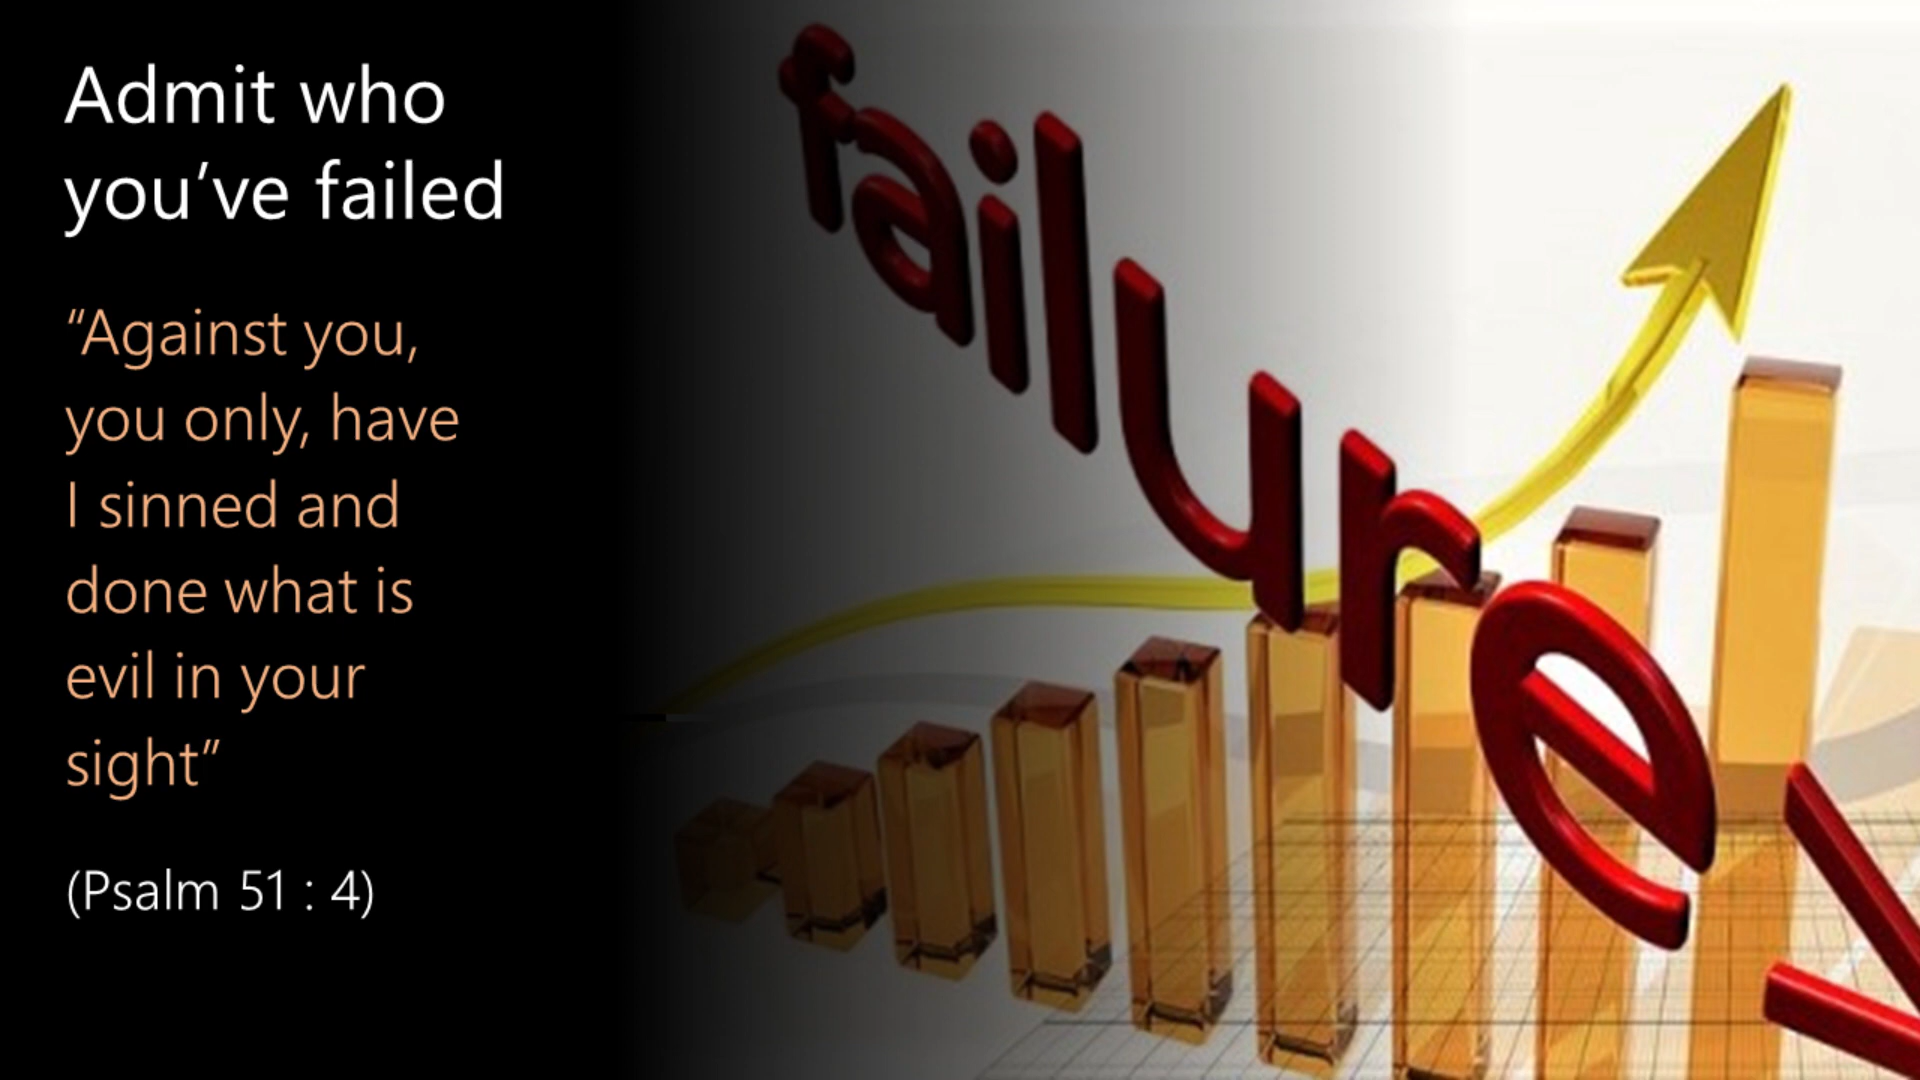 Admit who
you’ve failed
“Against you,
you only, have
I sinned and
done what is
evil in your
sight”
(Psalm 51 : 4)
failure